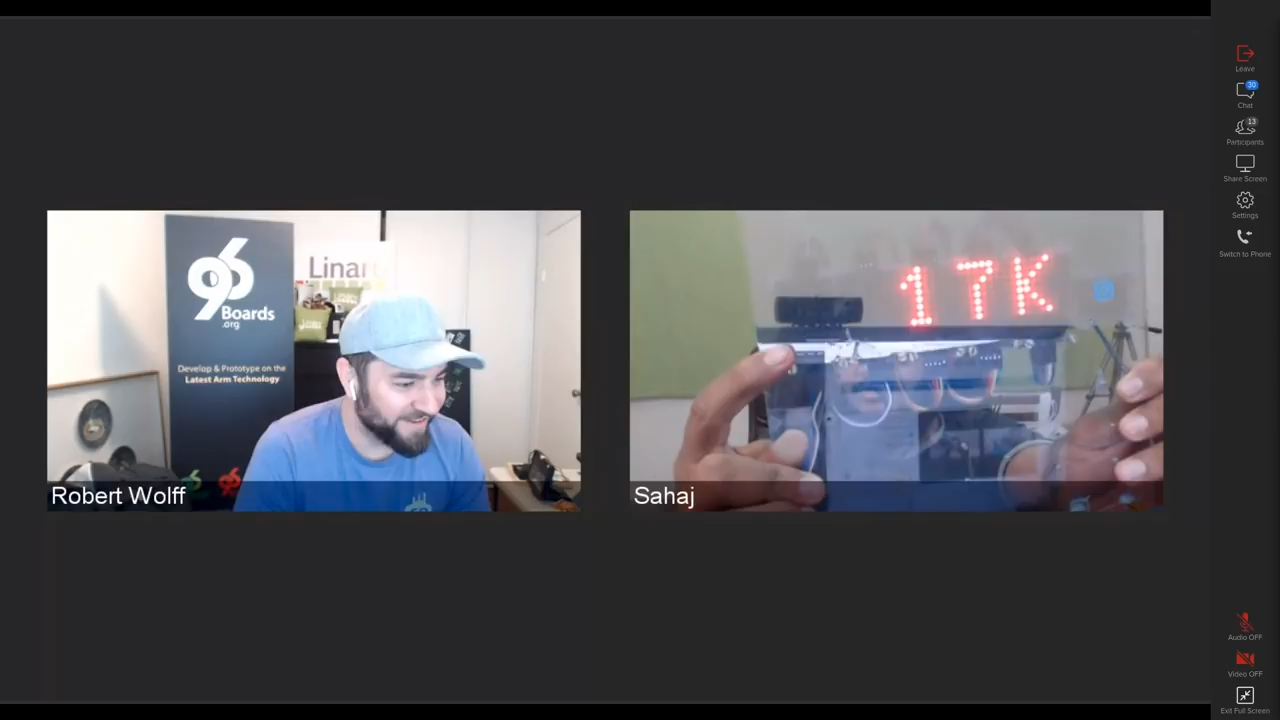 96
Boards
.org
Develop & Prototype on the
Latest Arm Technology
Robert Wolff
17K
Sahaj
Leave
30
Chat
13
Participants
Share Screen
Settings
Switch to Phone
Audio OFF
Video OFF
Exit Full Screen